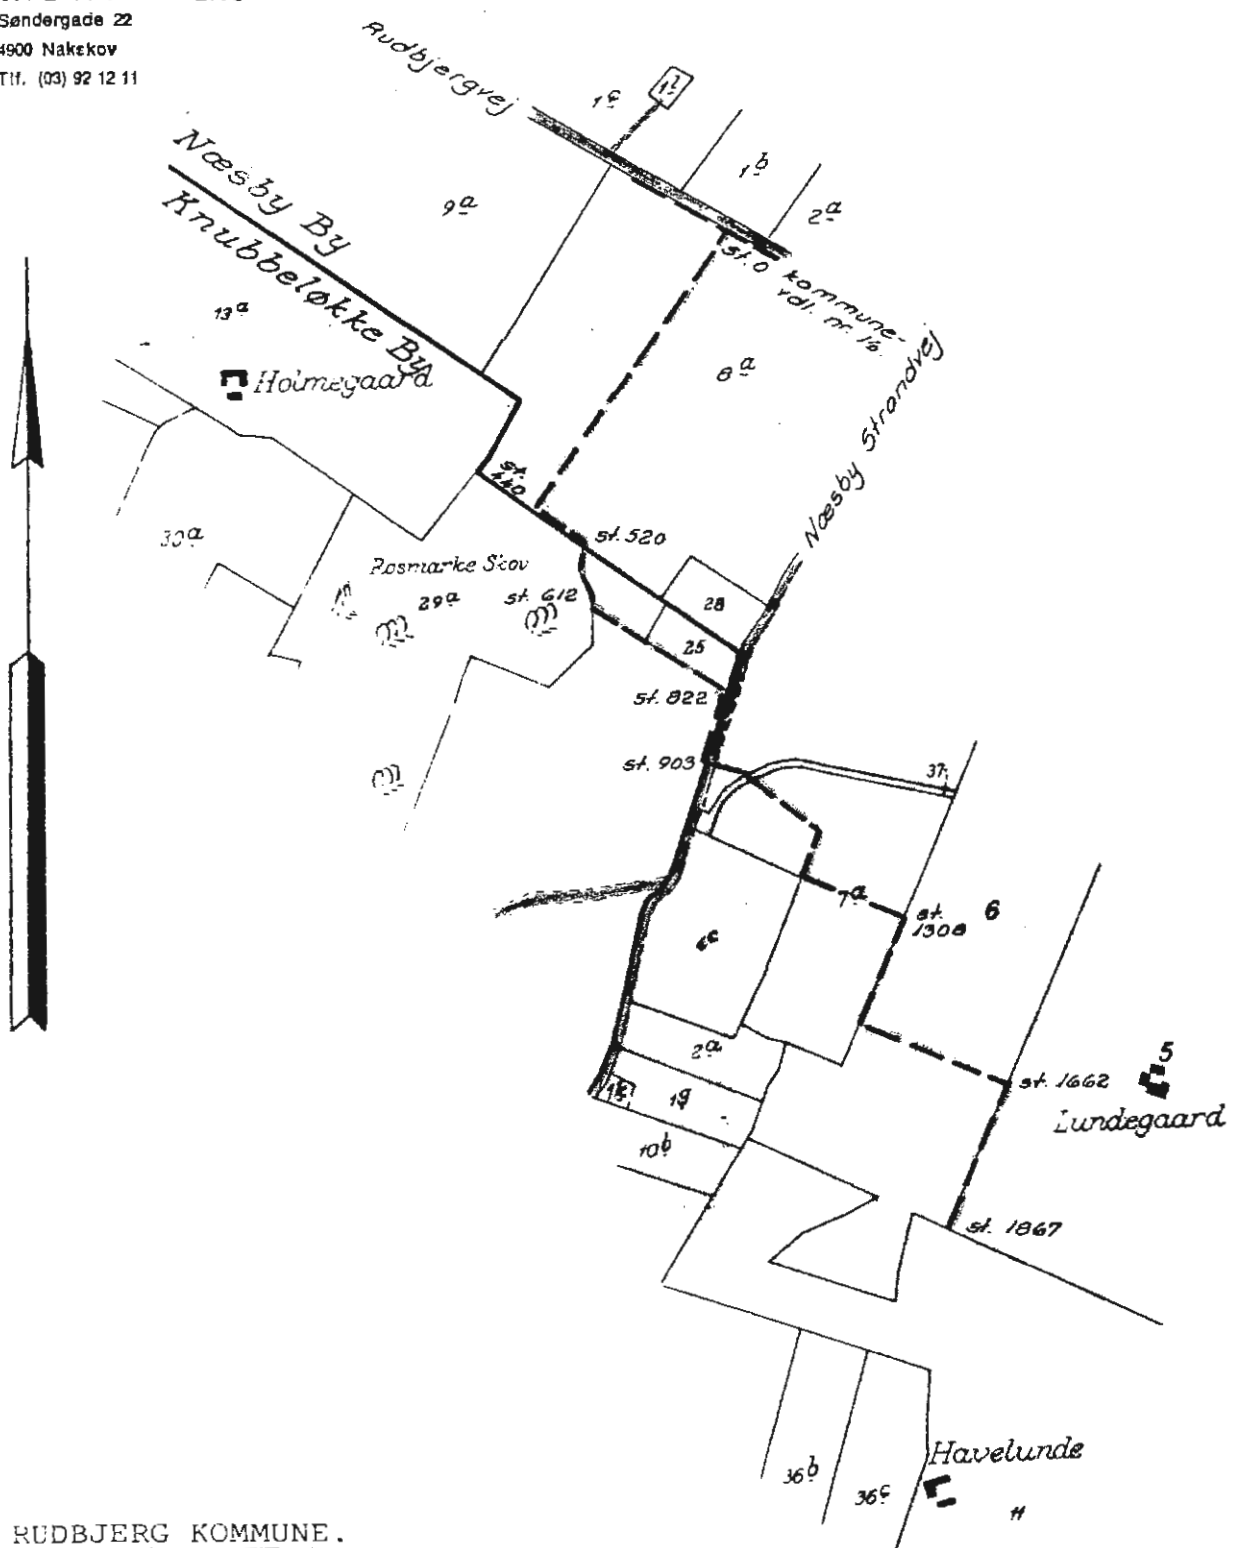 Søndergade 22
4900 Nakskov
Tlf. (03) 92 12 11
Rudbjergvej
1c
1l
1b
2a
Næsby By
Knubbeløkke By
9a
st. 0 kommune-
vdl. nr. 16.
13a
8a
Holmegaard
Næsby Strandvej
st.
440
st. 520
30a
Rosmarke Skov
29a
st. 612
28
25
st. 822
st. 903
37
7a
st.
1308
6
2a
5
st. 1662
Lundegaard
1g
10b
st. 1867
Havelunde
36b
36c
11
RUDBJERG KOMMUNE.